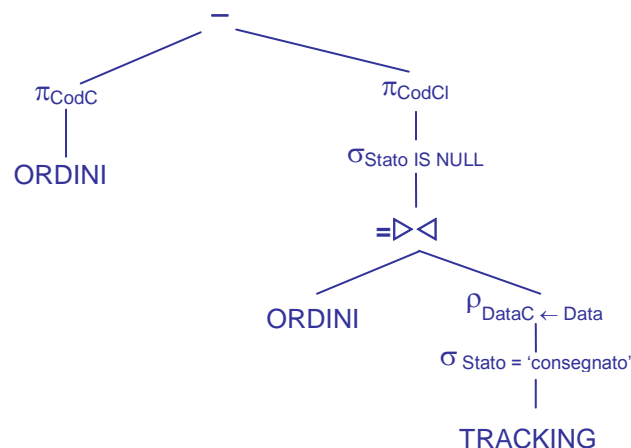 −
πCodC
πCodCl
ORDINI
σStato IS NULL
=▷◁
ORDINI
ρDataC ← Data
σ Stato = ‘consegnato’
TRACKING